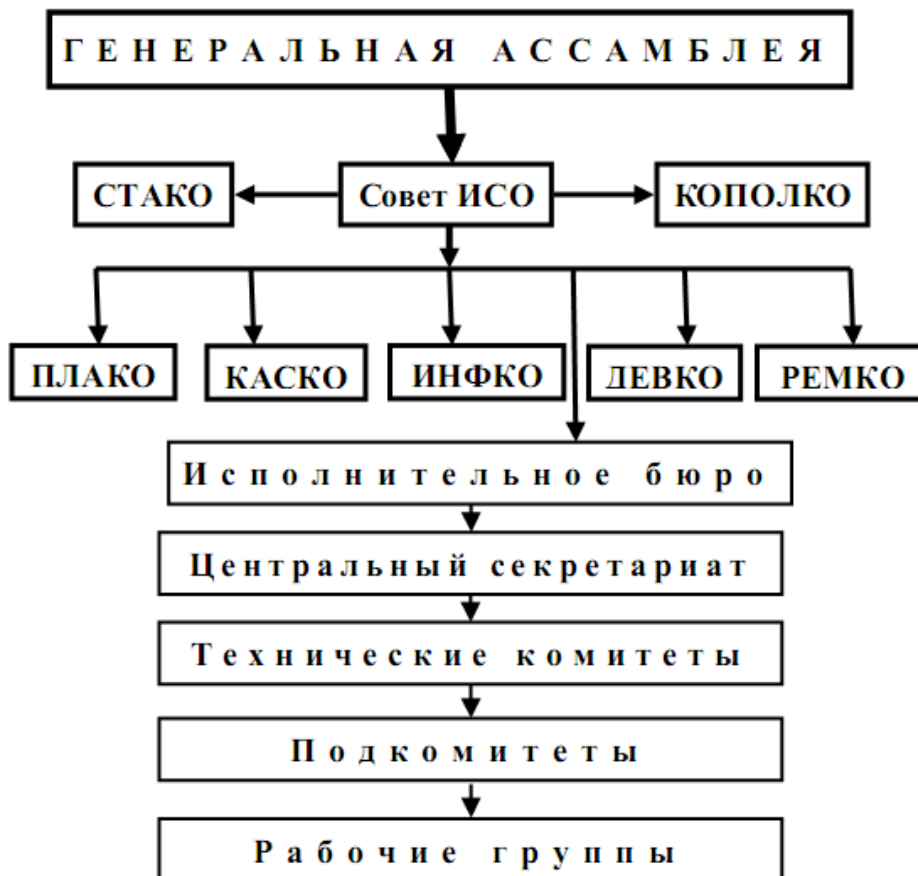 ГЕНЕРАЛЬНАЯ АССАМБЛЕЯ
СТАКО
Совет ИСО
КОПОЛКО
ПЛАКО
КАСКО
ИНФКО
ДЕВКО
РЕМКО
Исполнительное бюро
Центральный секретариат
Технические комитеты
Подкомитеты
Рабочие группы